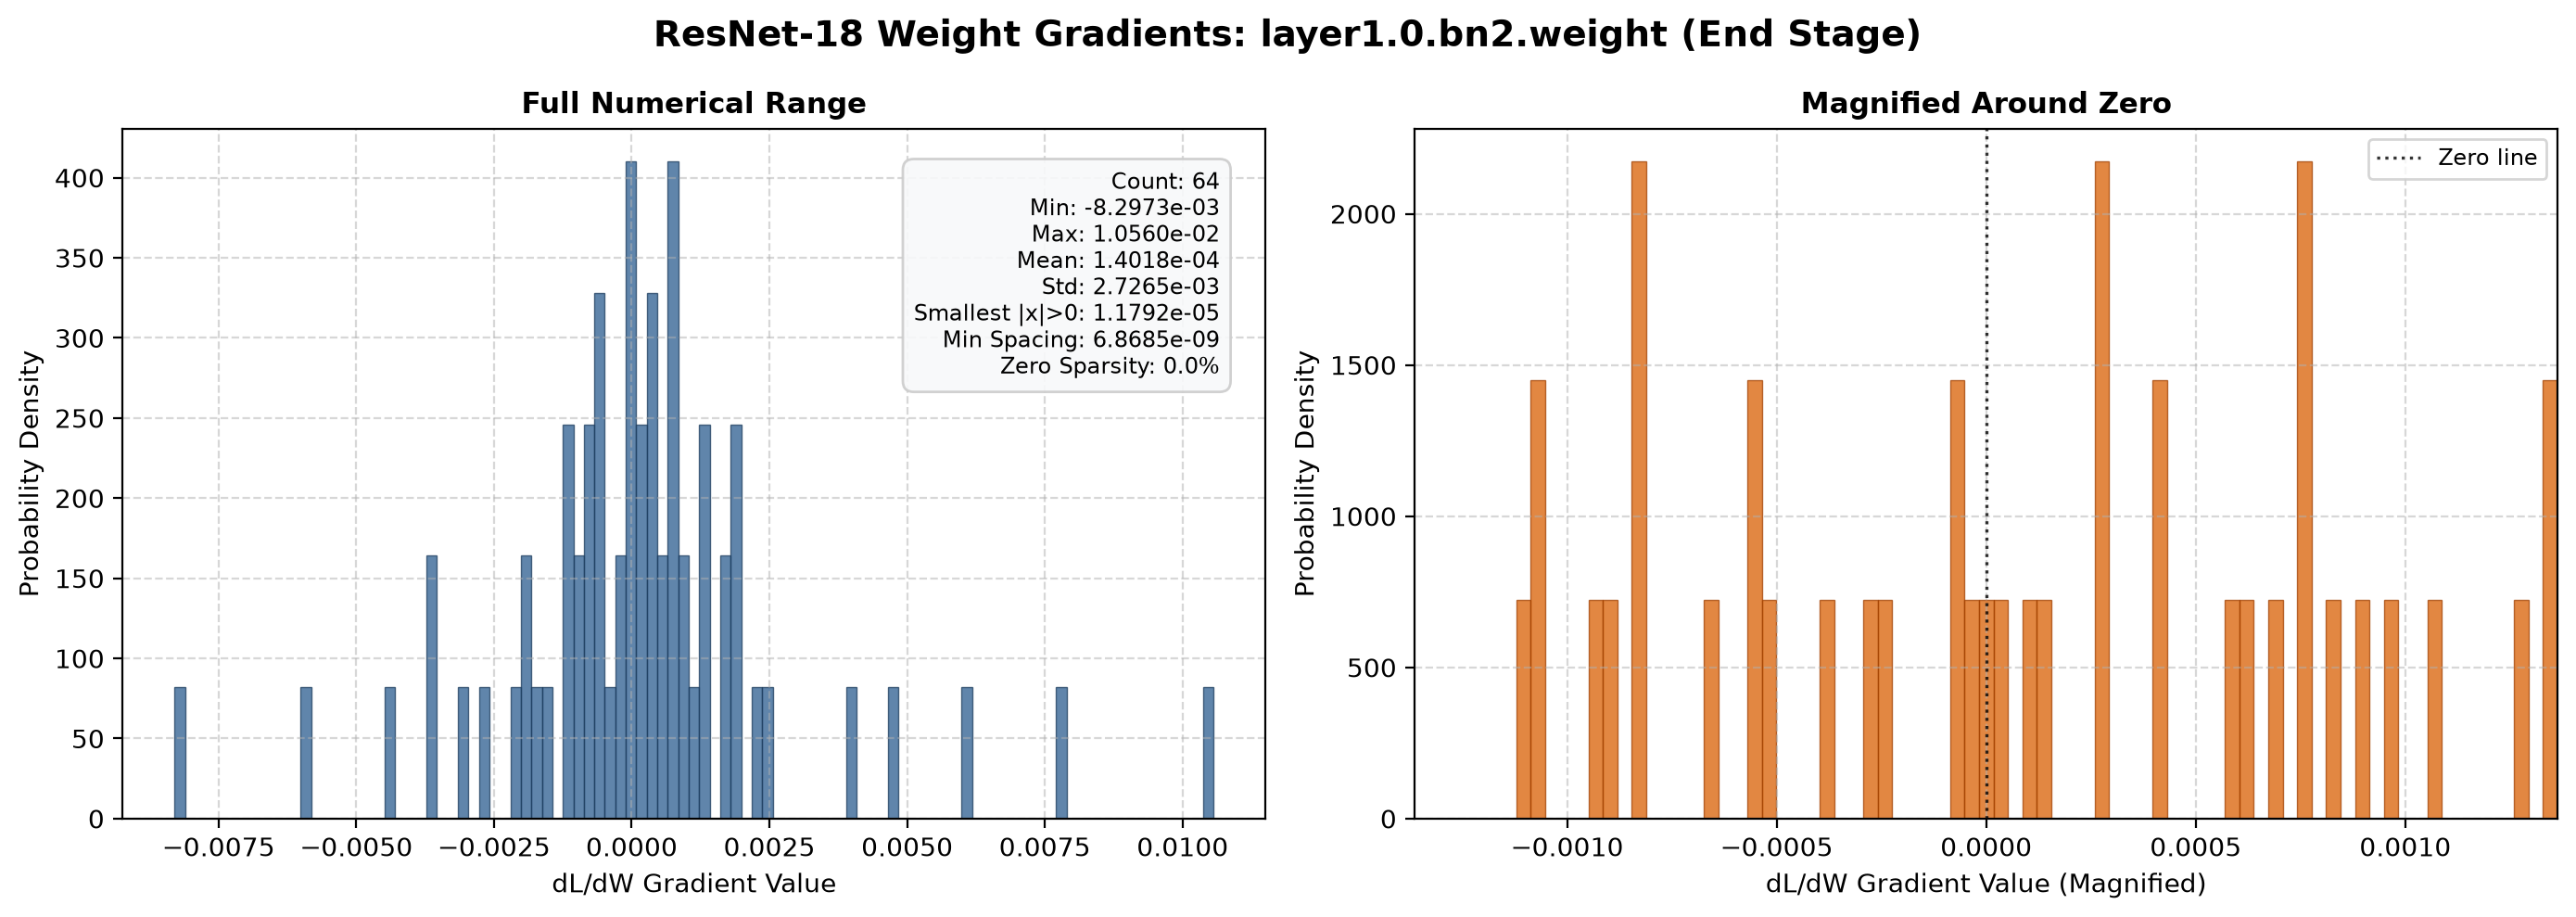 ResNet-18 Weight Gradients: layer1.0.bn2.weight (End Stage)
Full Numerical Range
Probability Density
400
350
300
250
200
150
100
50
0
−0.0075
−0.0050
−0.0025
0.0000
0.0025
0.0050
0.0075
0.0100
dL/dW Gradient Value
Count: 64
Min: -8.2973e-03
Max: 1.0560e-02
Mean: 1.4018e-04
Std: 2.7265e-03
Smallest |x|>0: 1.1792e-05
Min Spacing: 6.8685e-09
Zero Sparsity: 0.0%
Magnified Around Zero
Probability Density
2000
1500
1000
500
0
−0.0010
−0.0005
0.0000
0.0005
0.0010
dL/dW Gradient Value (Magnified)
Zero line